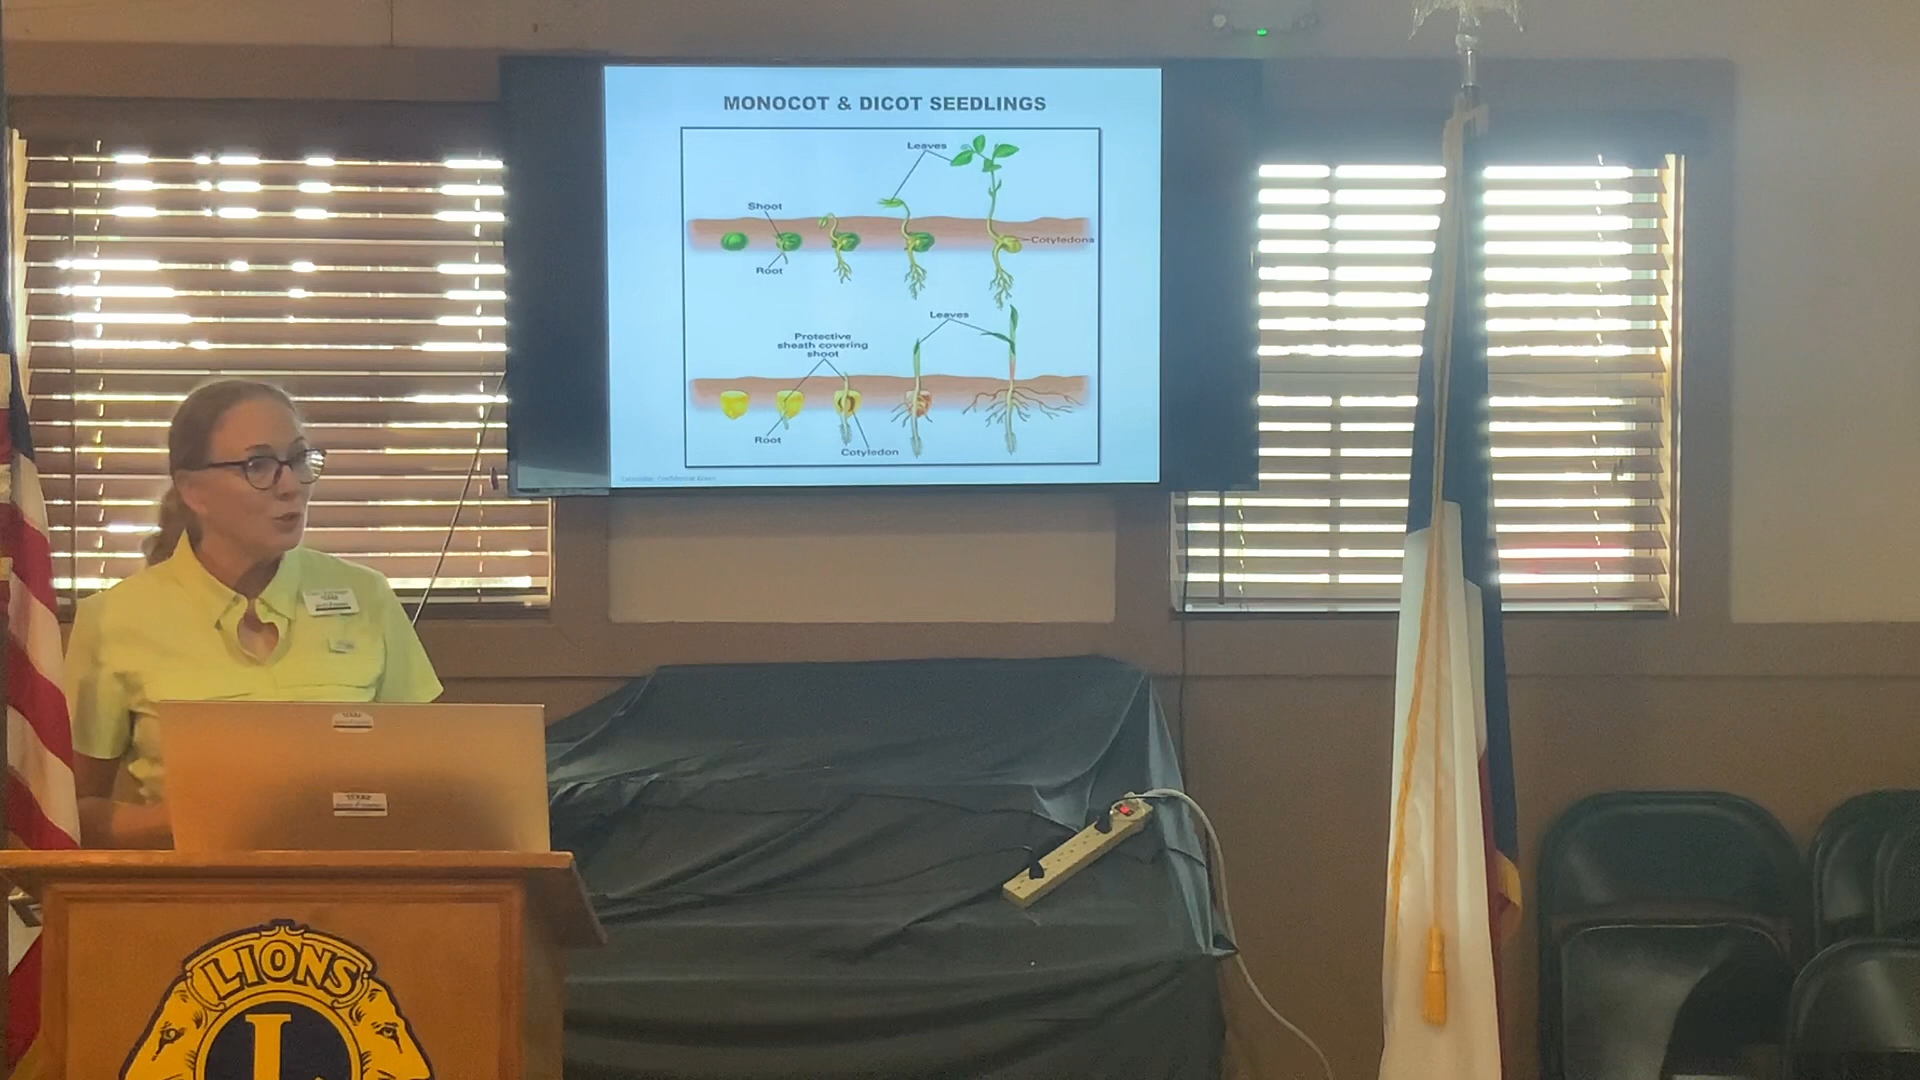 MONOCOT & DICOT SEEDLINGS
Leaves
Shoot
Cotyledons
Root
Leaves
Protective
sheath covering
shoot
Root
Cotyledon
LIONS
L